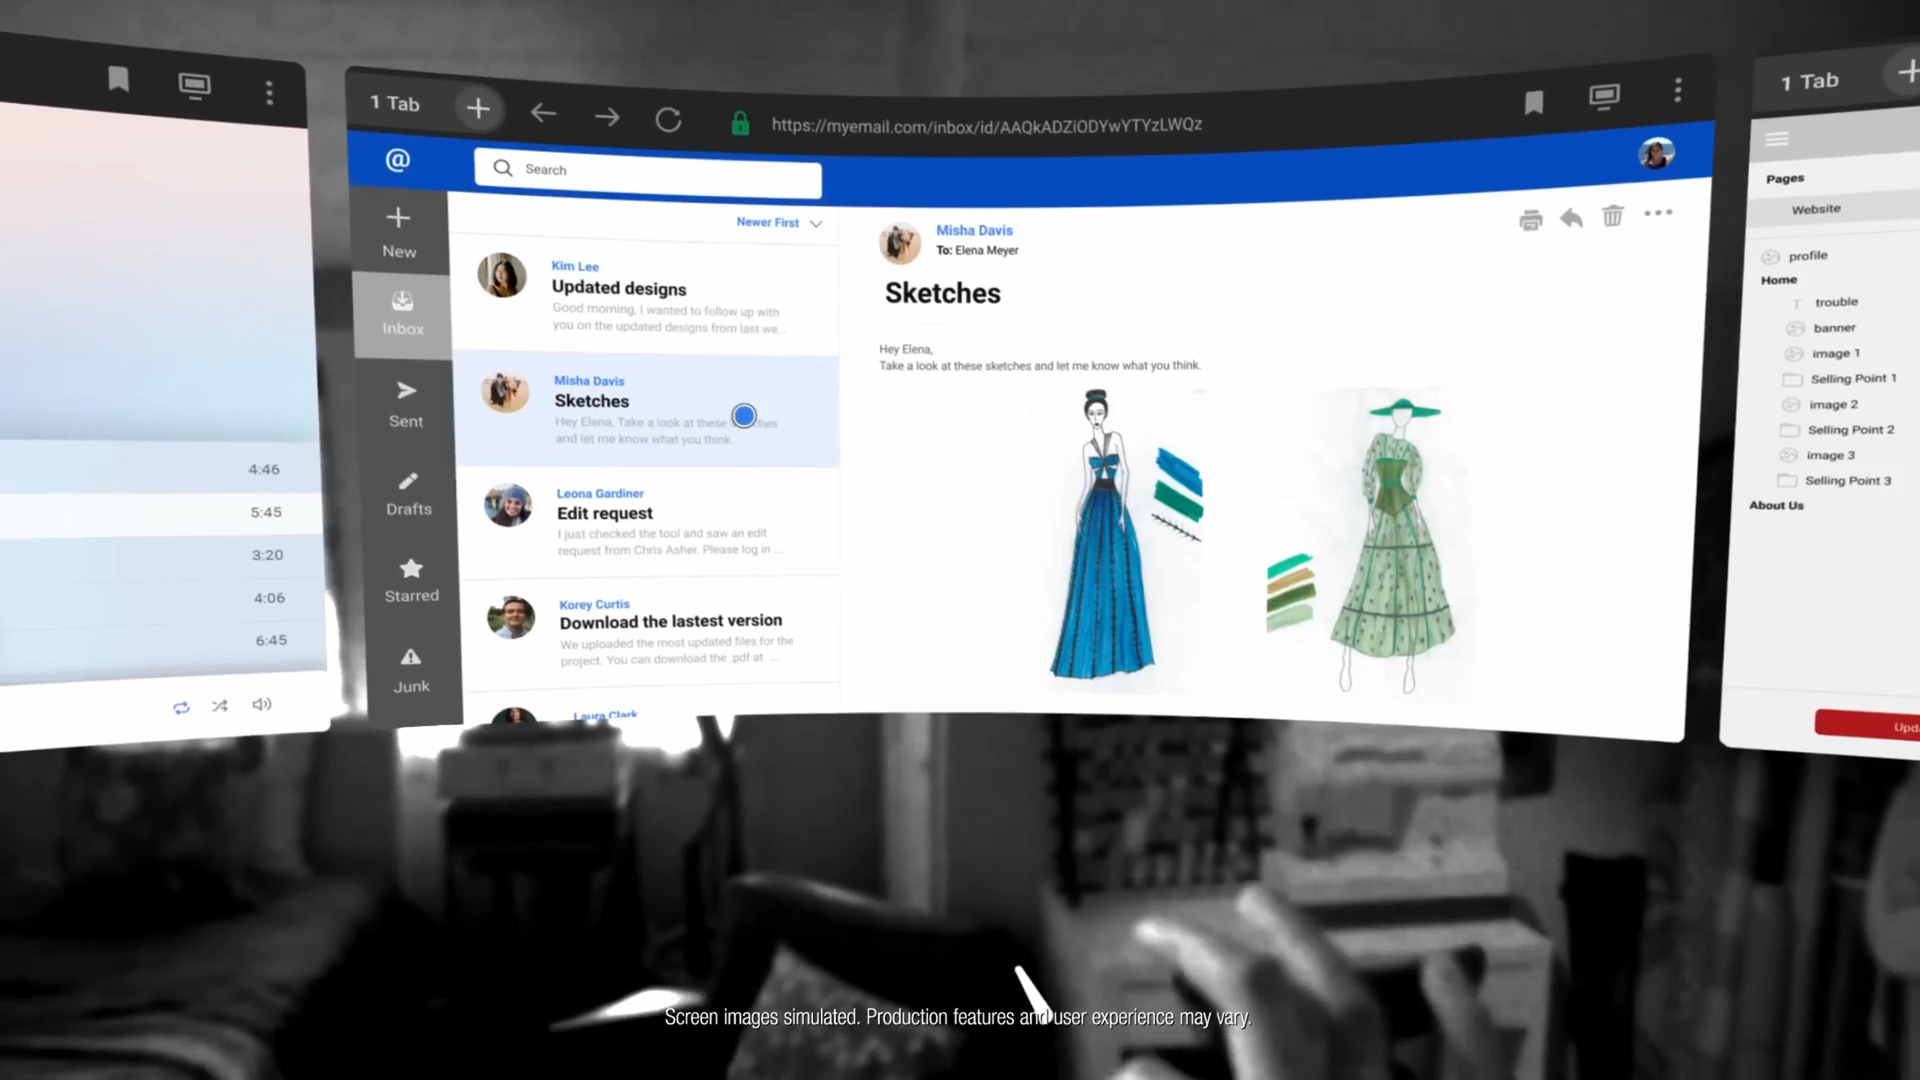 4:46
5:45
3:20
4:06
6:45
1 Tab
https://myemail.com/inbox/id/AAQkADZiODYwYTYzLWQz
@
Search
New
Inbox
Sent
Drafts
Starred
Junk
Newer First
Kim Lee
Updated designs
Good morning, I wanted to follow up with
you on the updated designs from last we...
Misha Davis
Sketches
Hey Elena, Take a look at these
and let me know what you think.
Leona Gardiner
Edit request
I just checked the tool and saw an edit
request from Chris Asher. Please log in ...
Korey Curtis
Download the lastest version
We uploaded the most updated files for the
project. You can download the .pdf at ...
Laura Clark
Misha Davis
To: Elena Meyer
Sketches
Hey Elena,
Take a look at these sketches and let me know what you think.
1 Tab
Pages
Website
profile
Home
T trouble
banner
image 1
Selling Point 1
image 2
Selling Point 2
image 3
Selling Point 3
About Us
Screen images simulated. Production features and user experience may vary.